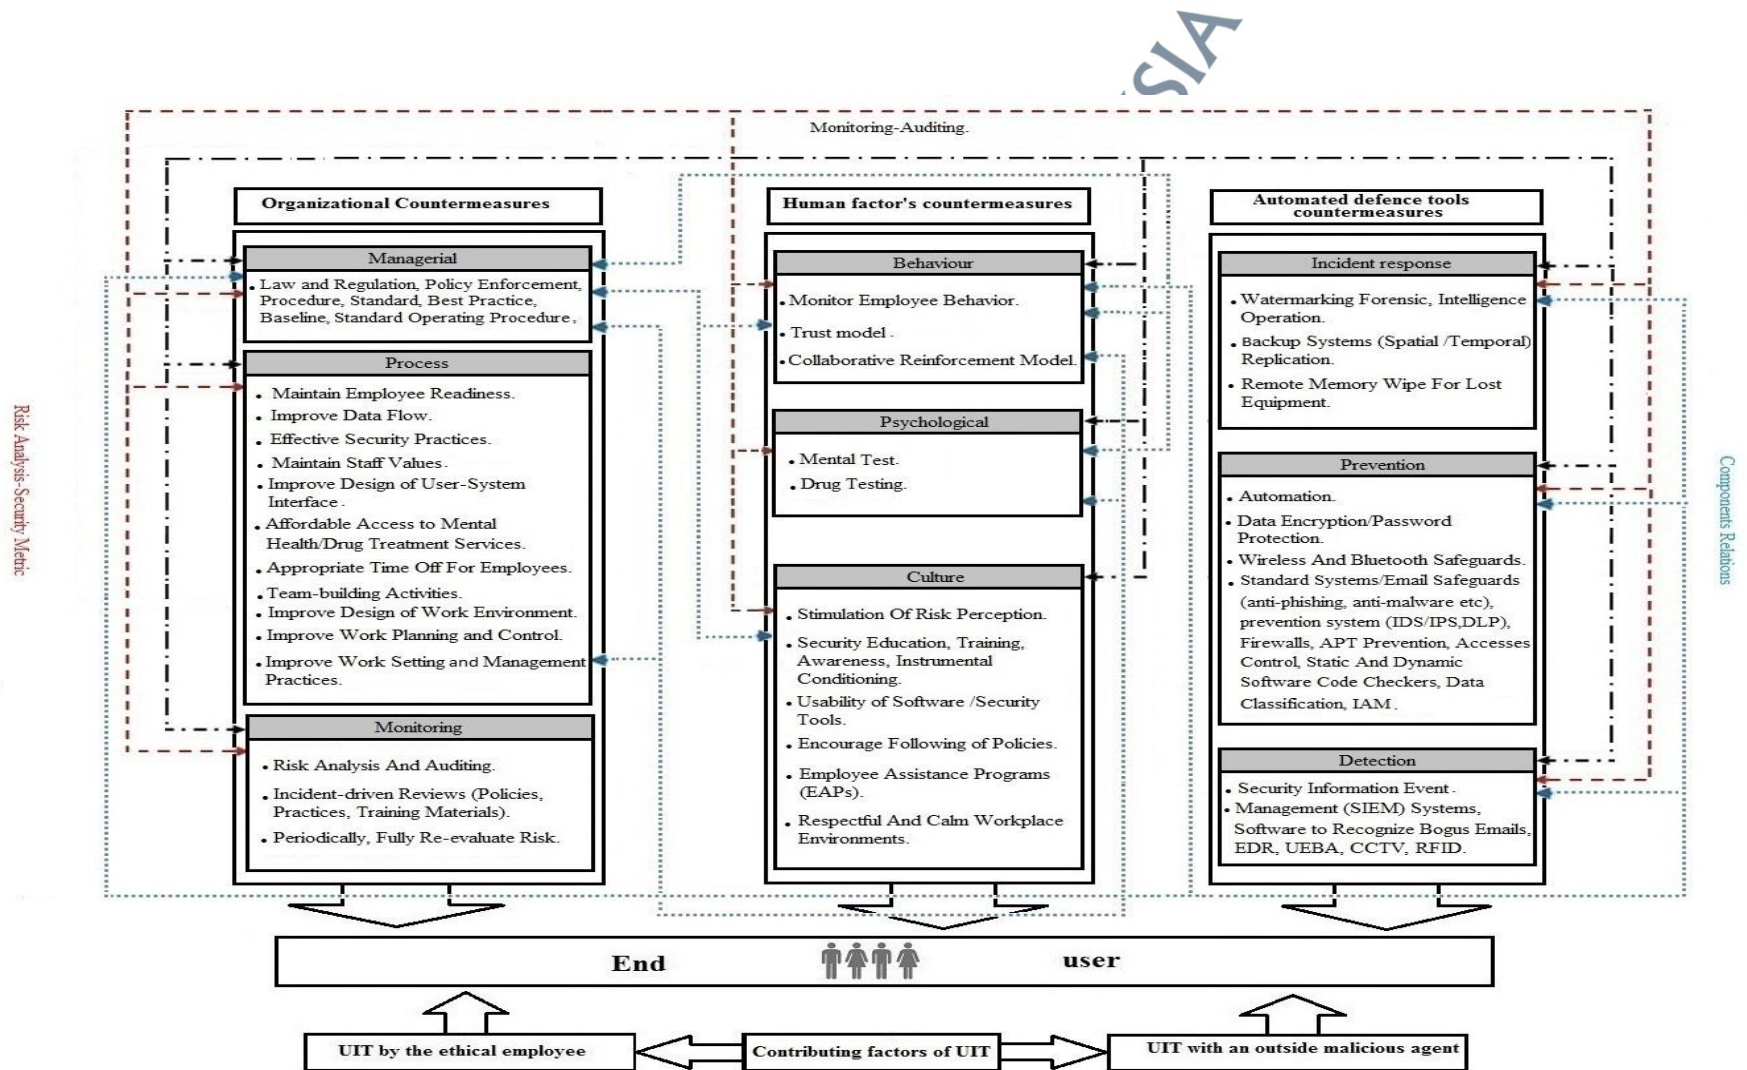 SIA
Monitoring-Auditing.
Risk Analysis-Security Metric
Components Relations
Organizational Countermeasures
Managerial
• Law and Regulation, Policy Enforcement,
Procedure, Standard, Best Practice,
Baseline, Standard Operating Procedure,
Process
• Maintain Employee Readiness.
• Improve Data Flow.
• Effective Security Practices.
• Maintain Staff Values.
• Improve Design of User-System
Interface.
• Affordable Access to Mental
Health/Drug Treatment Services.
• Appropriate Time Off For Employees.
• Team-building Activities.
• Improve Design of Work Environment.
• Improve Work Planning and Control.
• Improve Work Setting and Management
Practices.
Monitoring
• Risk Analysis And Auditing.
• Incident-driven Reviews (Policies,
Practices, Training Materials).
• Periodically, Fully Re-evaluate Risk.
Human factor's countermeasures
Behaviour
• Monitor Employee Behavior.
• Trust model.
• Collaborative Reinforcement Model.
Psychological
• Mental Test.
• Drug Testing.
Culture
• Stimulation Of Risk Perception.
• Security Education, Training,
Awareness, Instrumental
Conditioning.
• Usability of Software /Security
Tools.
• Encourage Following of Policies.
• Employee Assistance Programs
(EAPs).
• Respectful And Calm Workplace
Environments.
Automated defence tools
countermeasures
Incident response
• Watermarking Forensic, Intelligence
Operation.
• Backup Systems (Spatial /Temporal)
Replication.
• Remote Memory Wipe For Lost
Equipment.
Prevention
• Automation.
• Data Encryption/Password
Protection.
• Wireless And Bluetooth Safeguards.
• Standard Systems/Email Safeguards
(anti-phishing, anti-malware etc),
prevention system (IDS/IPS,DLP),
Firewalls, APT Prevention, Accesses
Control, Static And Dynamic
Software Code Checkers, Data
Classification, IAM.
Detection
• Security Information Event.
• Management (SIEM) Systems,
Software to Recognize Bogus Emails,
EDR, UEBA, CCTV, RFID.
End user
UIT by the ethical employee
Contributing factors of UIT
UIT with an outside malicious agent